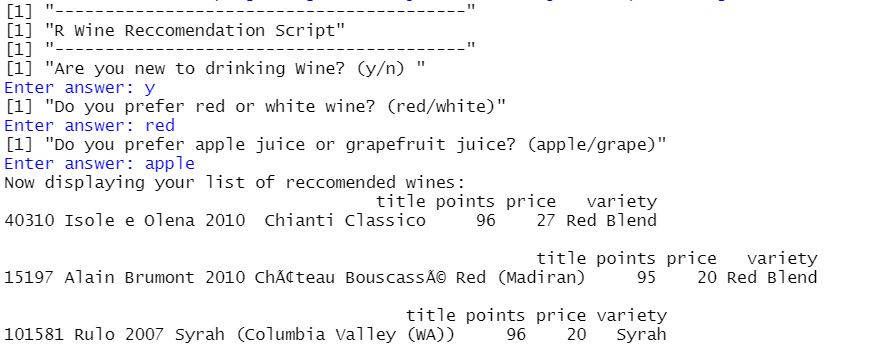 [1] "-----------------------------------------"
[1] "R Wine Reccomendation Script"
[1] "-----------------------------------------"
[1] "Are you new to drinking Wine? (y/n) "
Enter answer: y
[1] "Do you prefer red or white wine? (red/white)"
Enter answer: red
[1] "Do you prefer apple juice or grapefruit juice? (apple/grape)"
Enter answer: apple
Now displaying your list of reccomended wines:
title points price variety
40310 Isole e Olena 2010  Chianti Classico 96 27 Red Blend
title points price variety
15197 Alain Brumont 2010 ChÃ¢teau BouscassÃ© Red (Madiran) 95 20 Red Blend
title points price variety
101581 Rulo 2007 Syrah (Columbia Valley (WA)) 96 20 Syrah